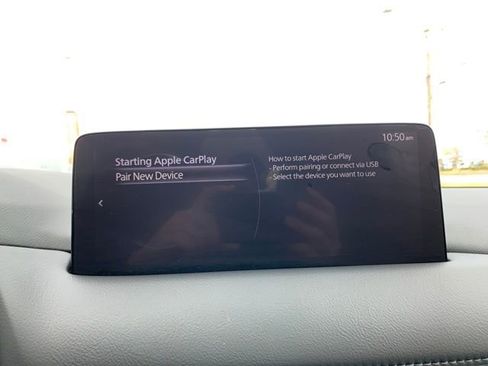 10:50 am
Starting Apple CarPlay
Pair New Device
How to start Apple CarPlay
- Perform pairing or connect via USB
- Select the device you want to use